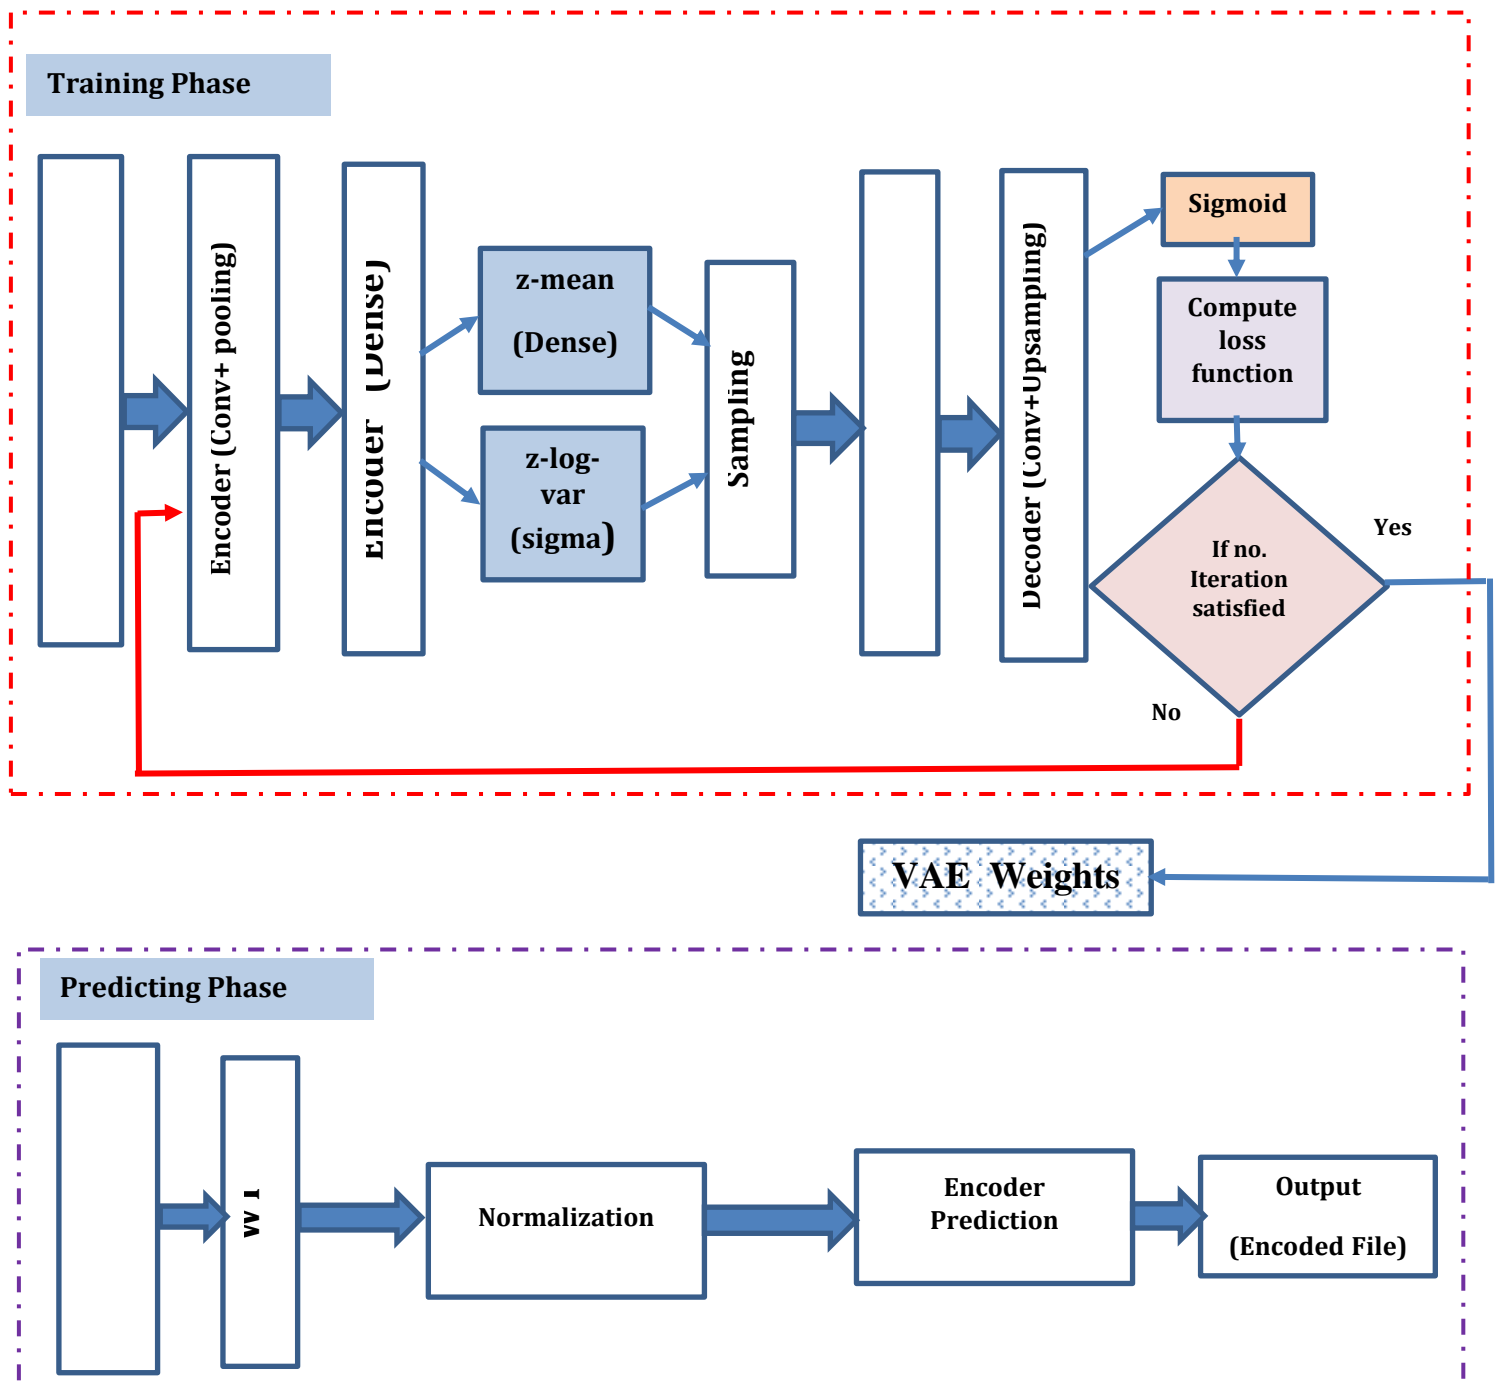 Training Phase
Encoder (Conv+ pooling)
Encoder (Dense)
z-mean
(Dense)
z-log-
var
(sigma)
Sampling
Decoder (Conv+Upsampling)
Sigmoid
Compute
loss
function
If no.
Iteration
satisfied
Yes
No
VAE Weights
Predicting Phase
Normalization
Encoder
Prediction
Output
(Encoded File)